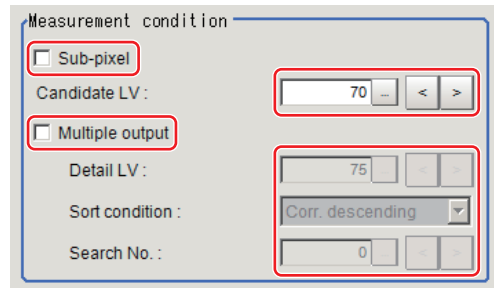 Measurement condition
Sub-pixel
Candidate LV : 70 ... < >
Multiple output
Detail LV : 75 ... < >
Sort condition : Corr. descending
Search No. : 0 ... < >